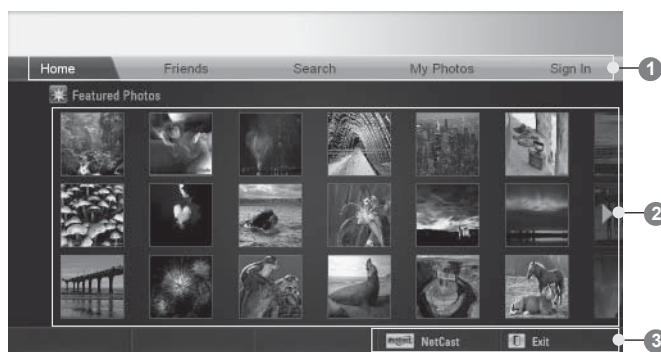 Home Friends Search My Photos Sign In
1
Featured Photos
2
NetCast Exit
3